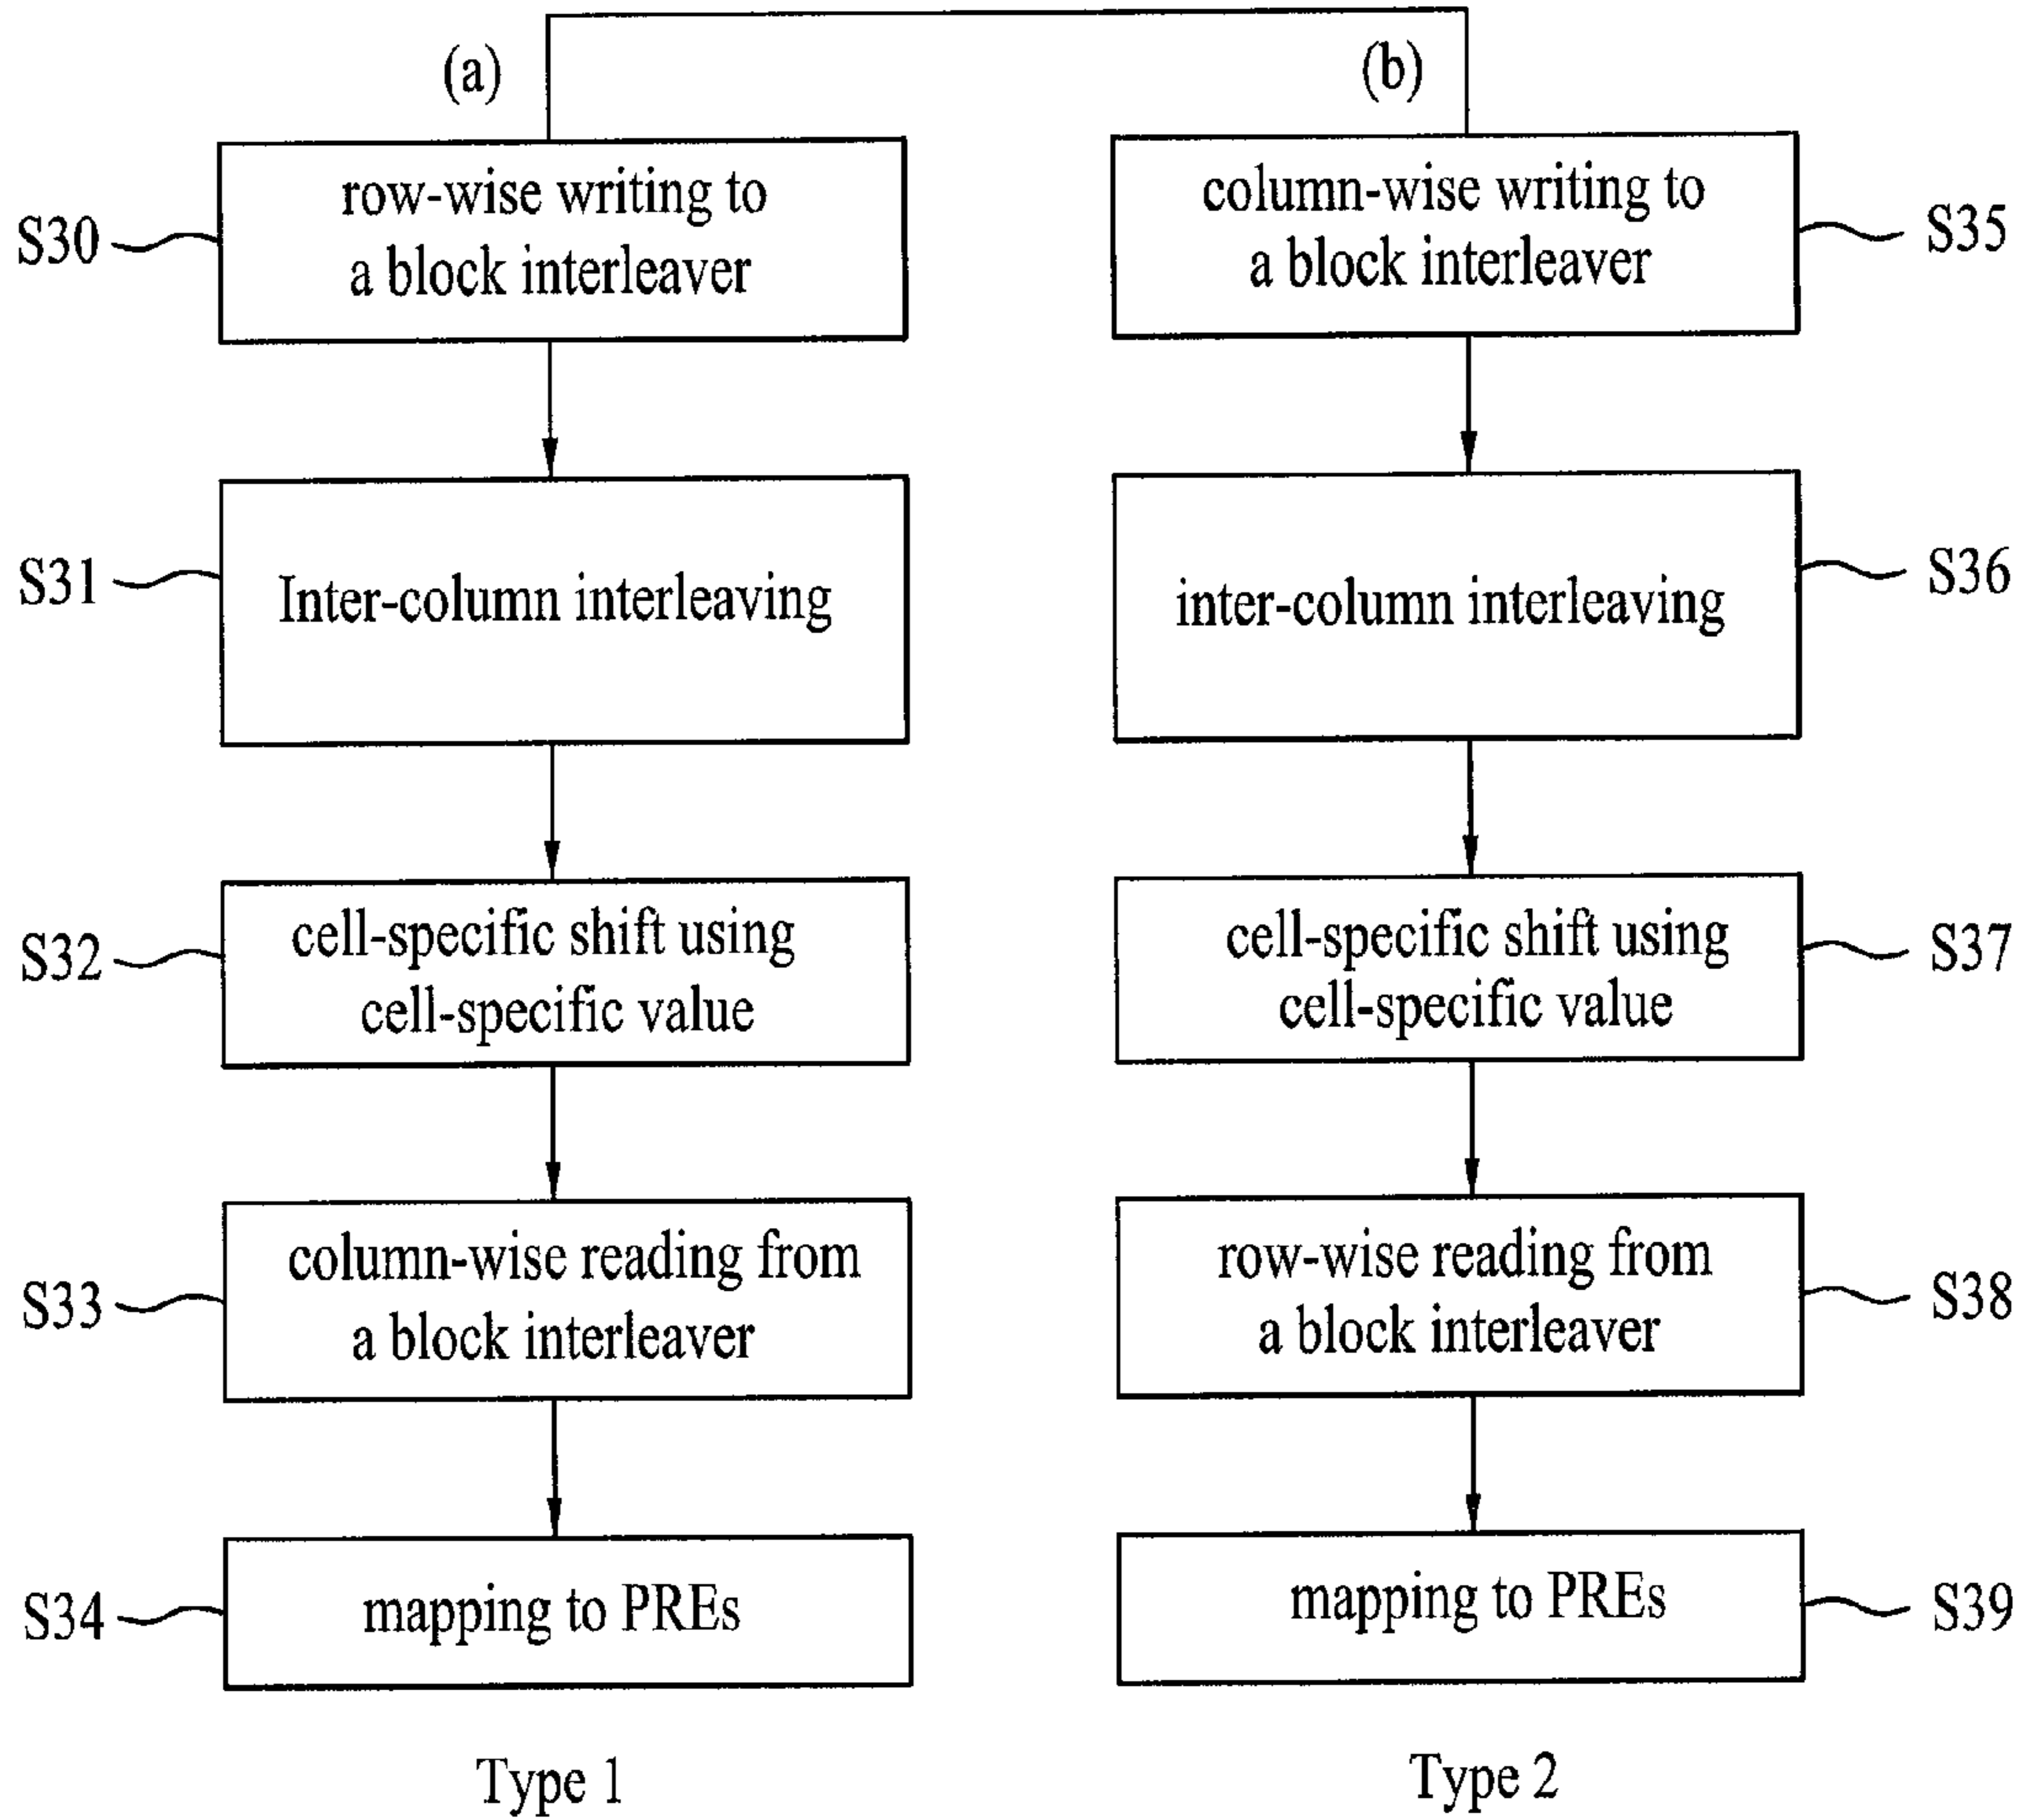 (a)
(b)
S30
row-wise writing to
a block interleaver
column-wise writing to
a block interleaver
S35
S31
Inter-column interleaving
inter-column interleaving
S36
S32
cell-specific shift using
cell-specific value
cell-specific shift using
cell-specific value
S37
S33
column-wise reading from
a block interleaver
row-wise reading from
a block interleaver
S38
S34
mapping to PREs
mapping to PREs
S39
Type 1
Type 2